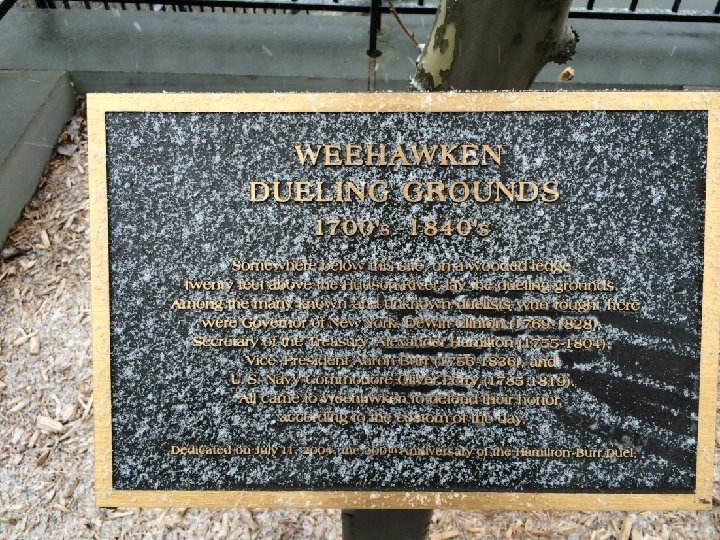 WEEHAWKEN
DUELING GROUNDS
1700's - 1840's
Somewhere below this site, on a wooded ledge
twenty feet above the Hudson River, lay the dueling grounds.
Among the many known and unknown duelists who fought here
were Governor of New York, Dewitt Clinton (1769-1828),
Secretary of the Treasury, Alexander Hamilton (1755-1804),
Vice President Aaron Burr (1756-1836), and
U.S. Navy Commodore Oliver Perry (1785-1819).
All came to Weehawken to defend their honor,
according to the custom of the day.
Dedicated on July 11, 2004, the 200th Anniversary of the Hamilton-Burr Duel.